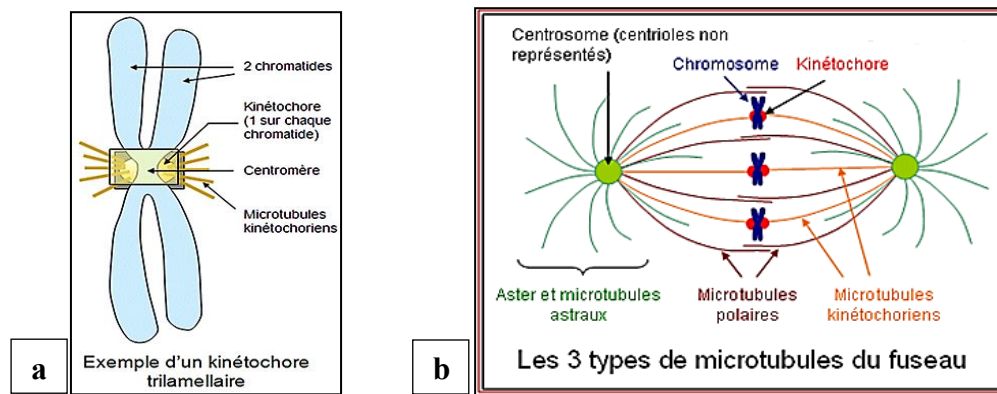 2 chromatides
Kinétochore
(1 sur chaque
chromatide)
Centromère
Microtubules
kinétochoriens
a
Exemple d'un kinétochore
trilamellaire
Centrosome (centrioles non
représentés)
Chromosome
Kinétochore
Aster et microtubules
astraux
Microtubules
polaires
Microtubules
kinétochoriens
b
Les 3 types de microtubules du fuseau